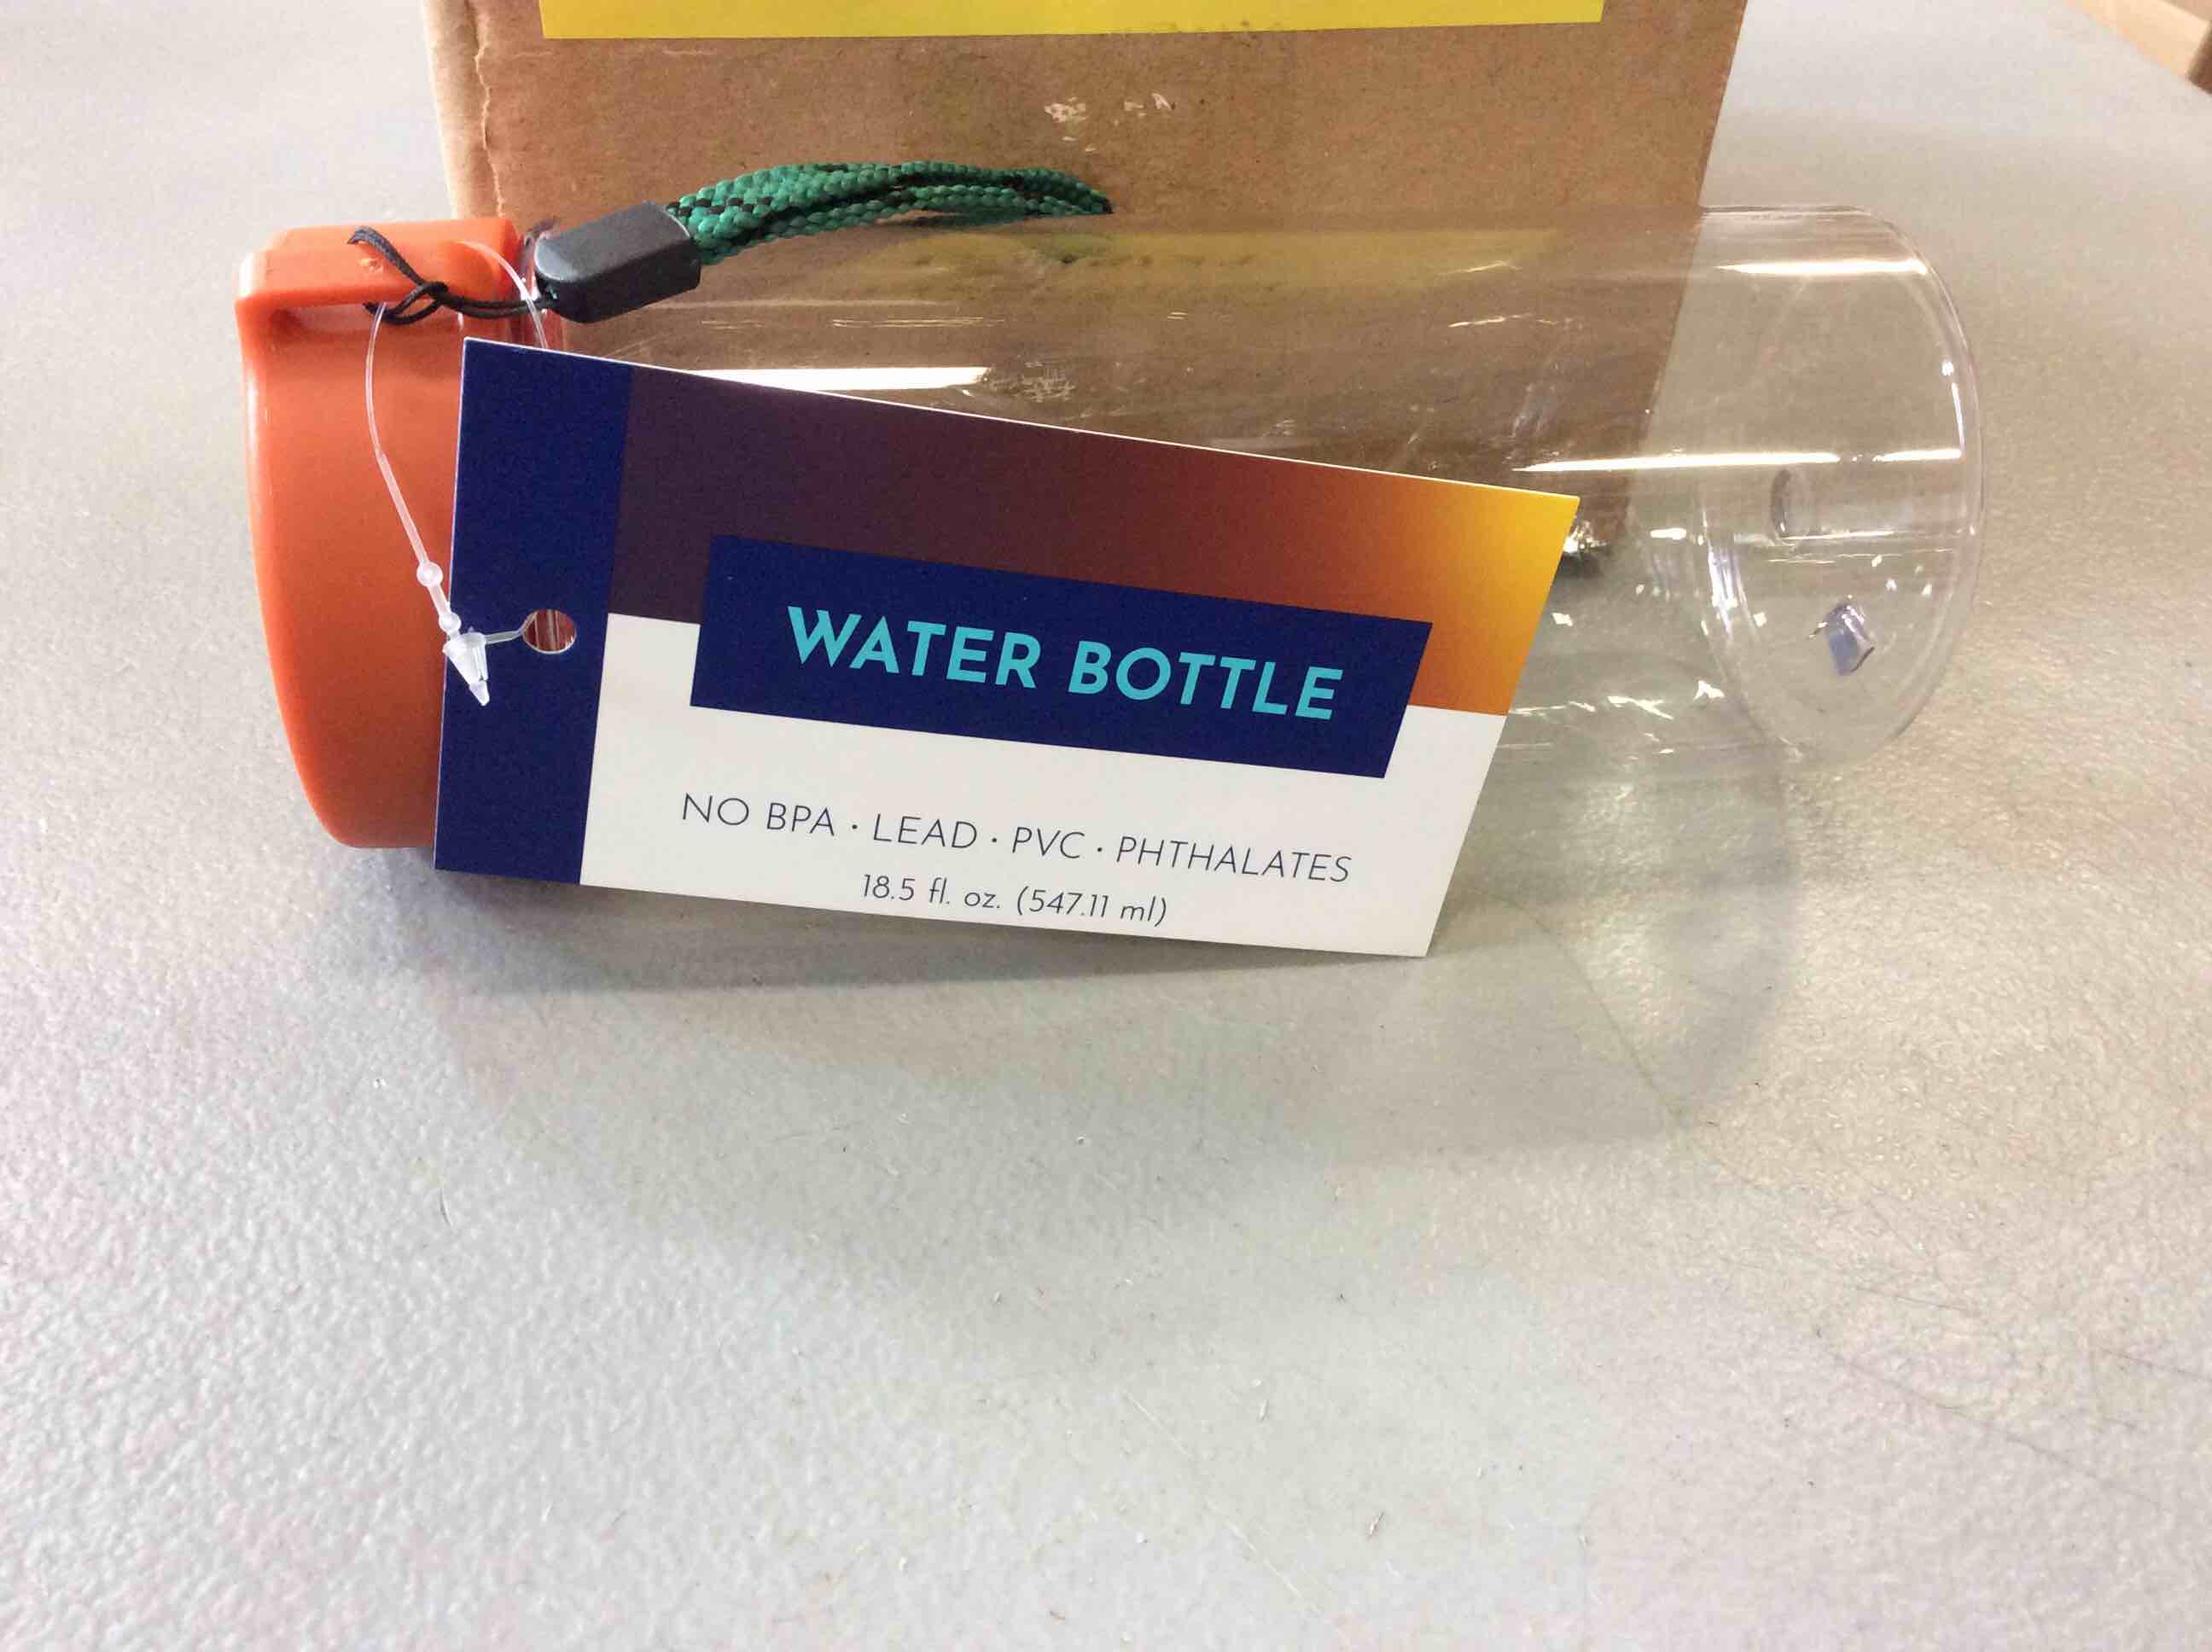 WATER BOTTLE
NO BPA · LEAD · PVC · PHTHALATES
18.5 fl. oz. (547.11 ml)